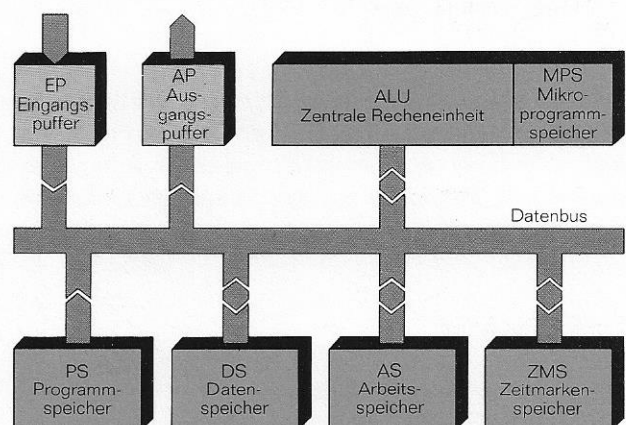 EP
Eingangs-
puffer
AP
Aus-
gangs-
puffer
ALU
Zentrale Recheneinheit
MPS
Mikro-
programm-
speicher
Datenbus
PS
Programm-
speicher
DS
Daten-
speicher
AS
Arbeits-
speicher
ZMS
Zeitmarken-
speicher